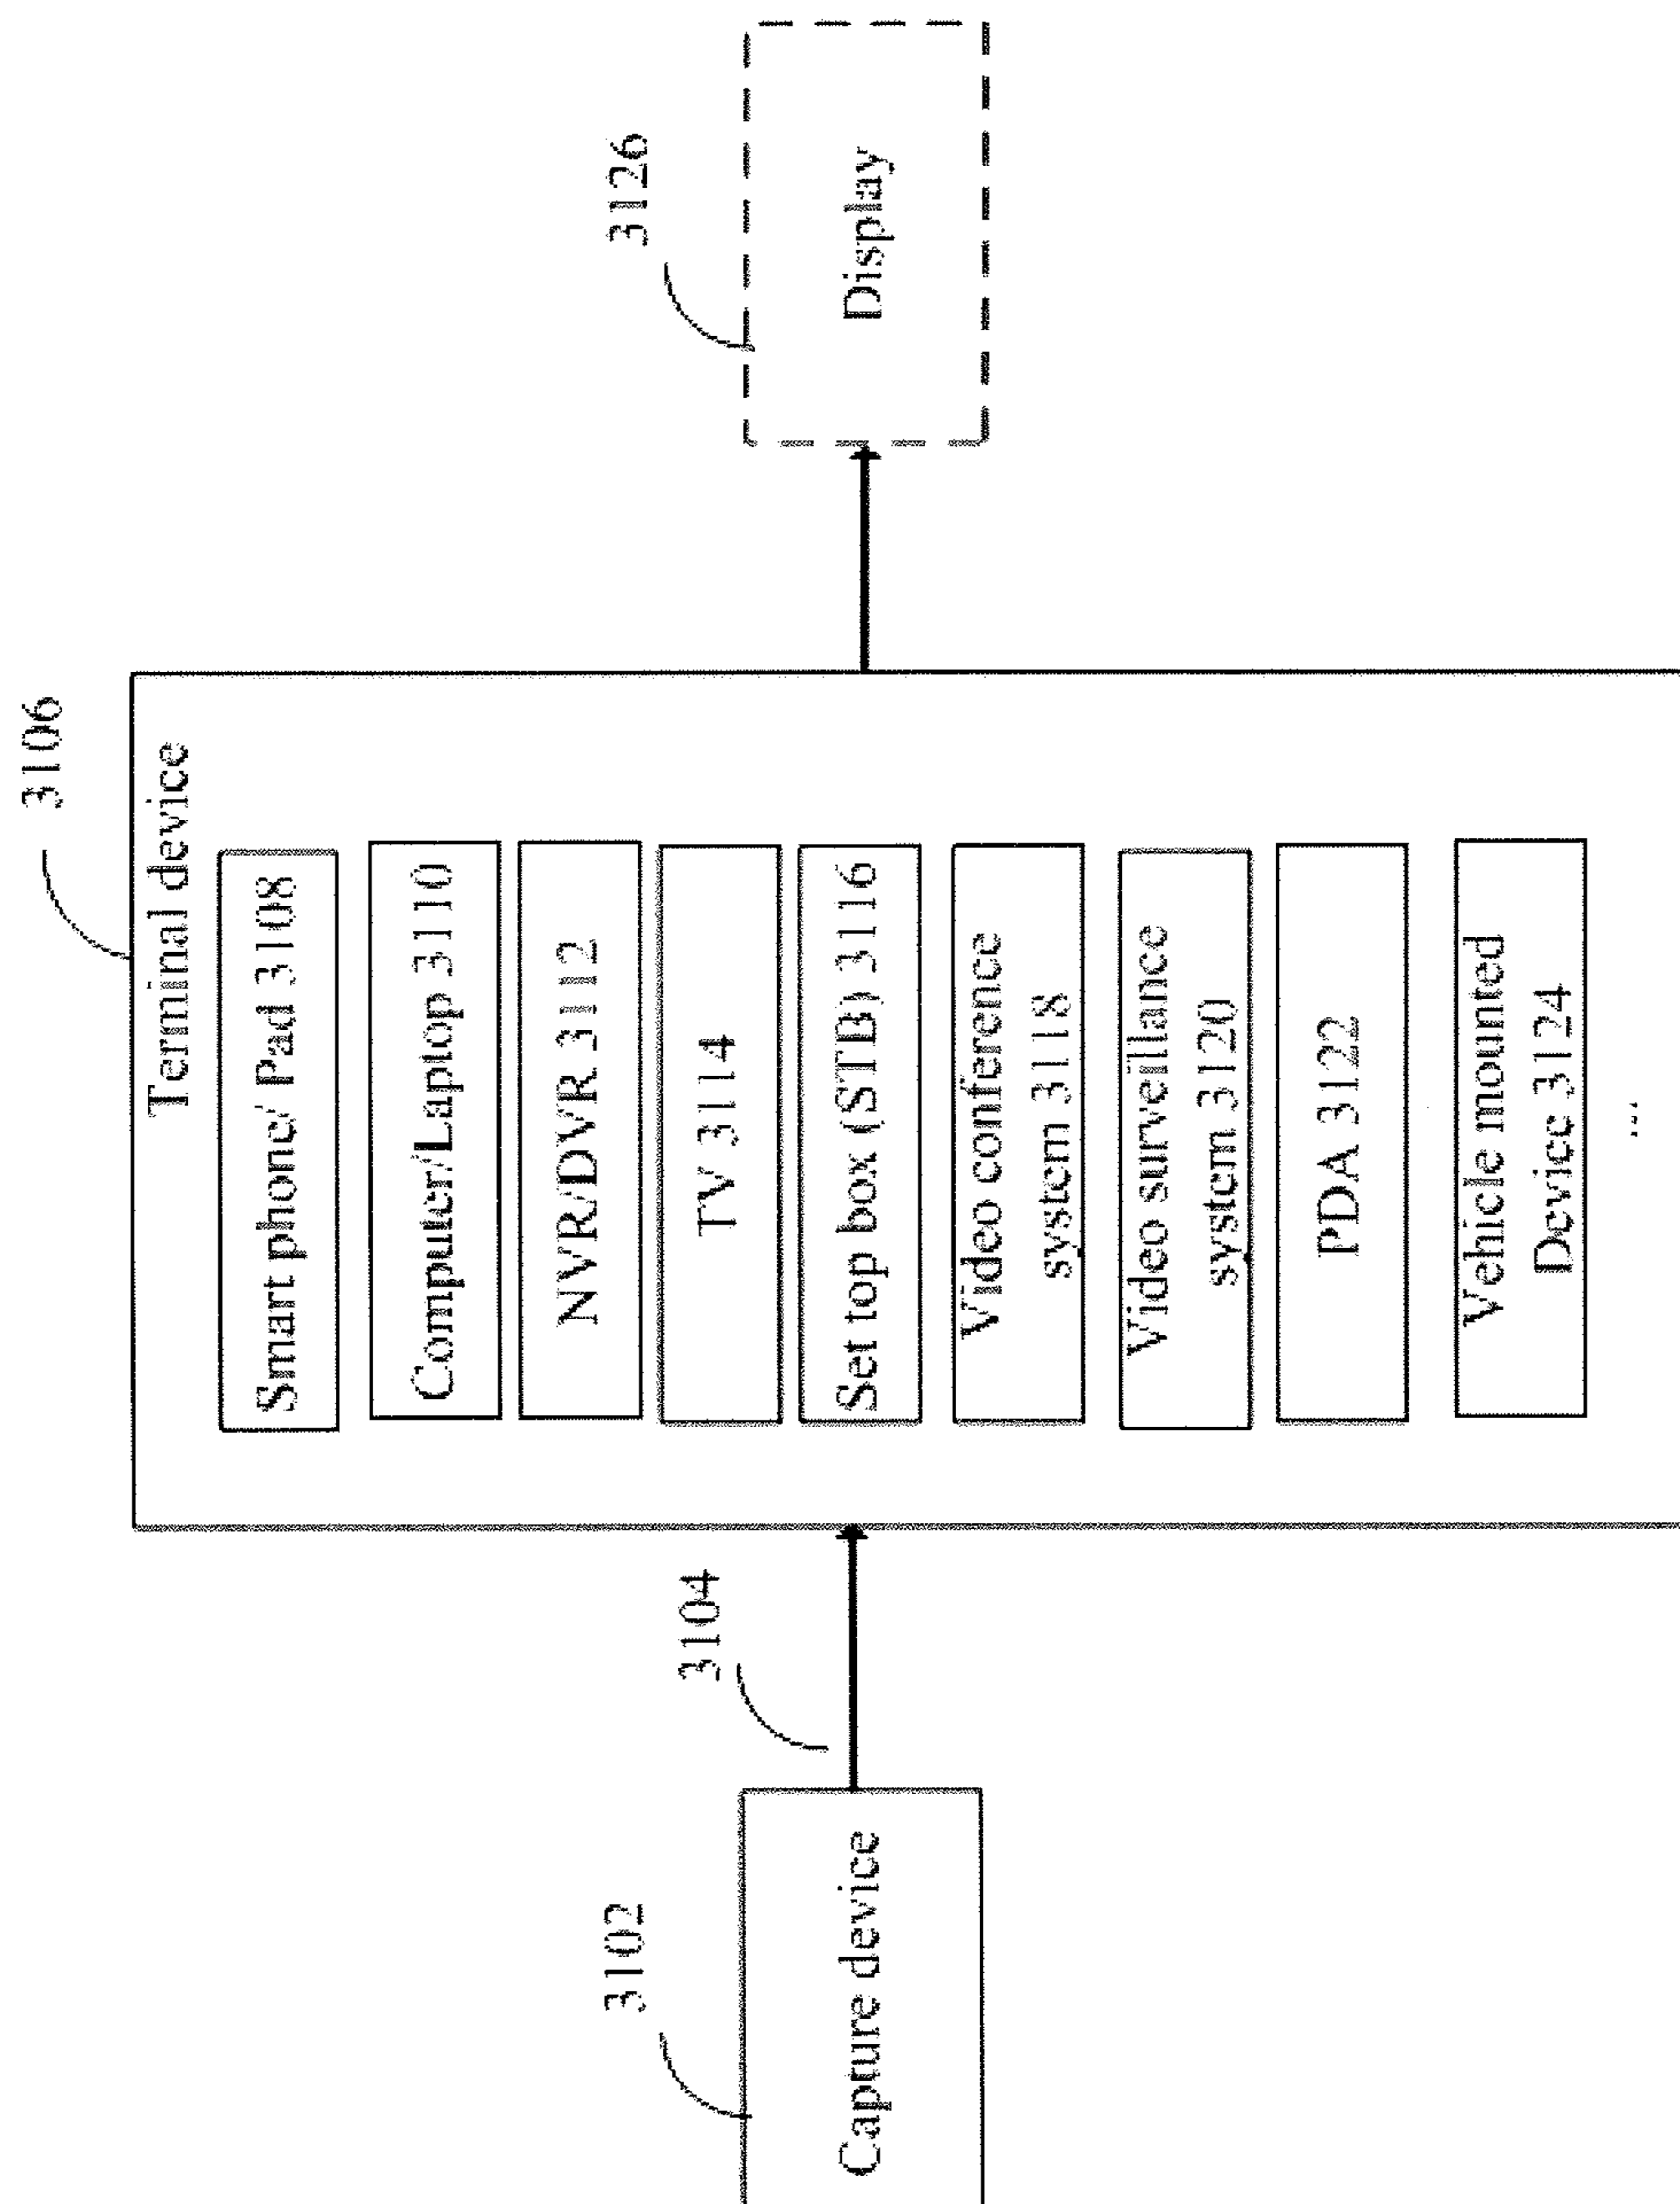 3106
Terminal device
Smart phone/ Pad 3108
Computer/Laptop 3110
NVR/DVR 3112
TV 3114
Set top box (STB) 3116
Video conference
system 3118
Video surveillance
system 3120
PDA 3122
Vehicle mounted
Device 3124
...
3102
Capture device
3104
3126
Display